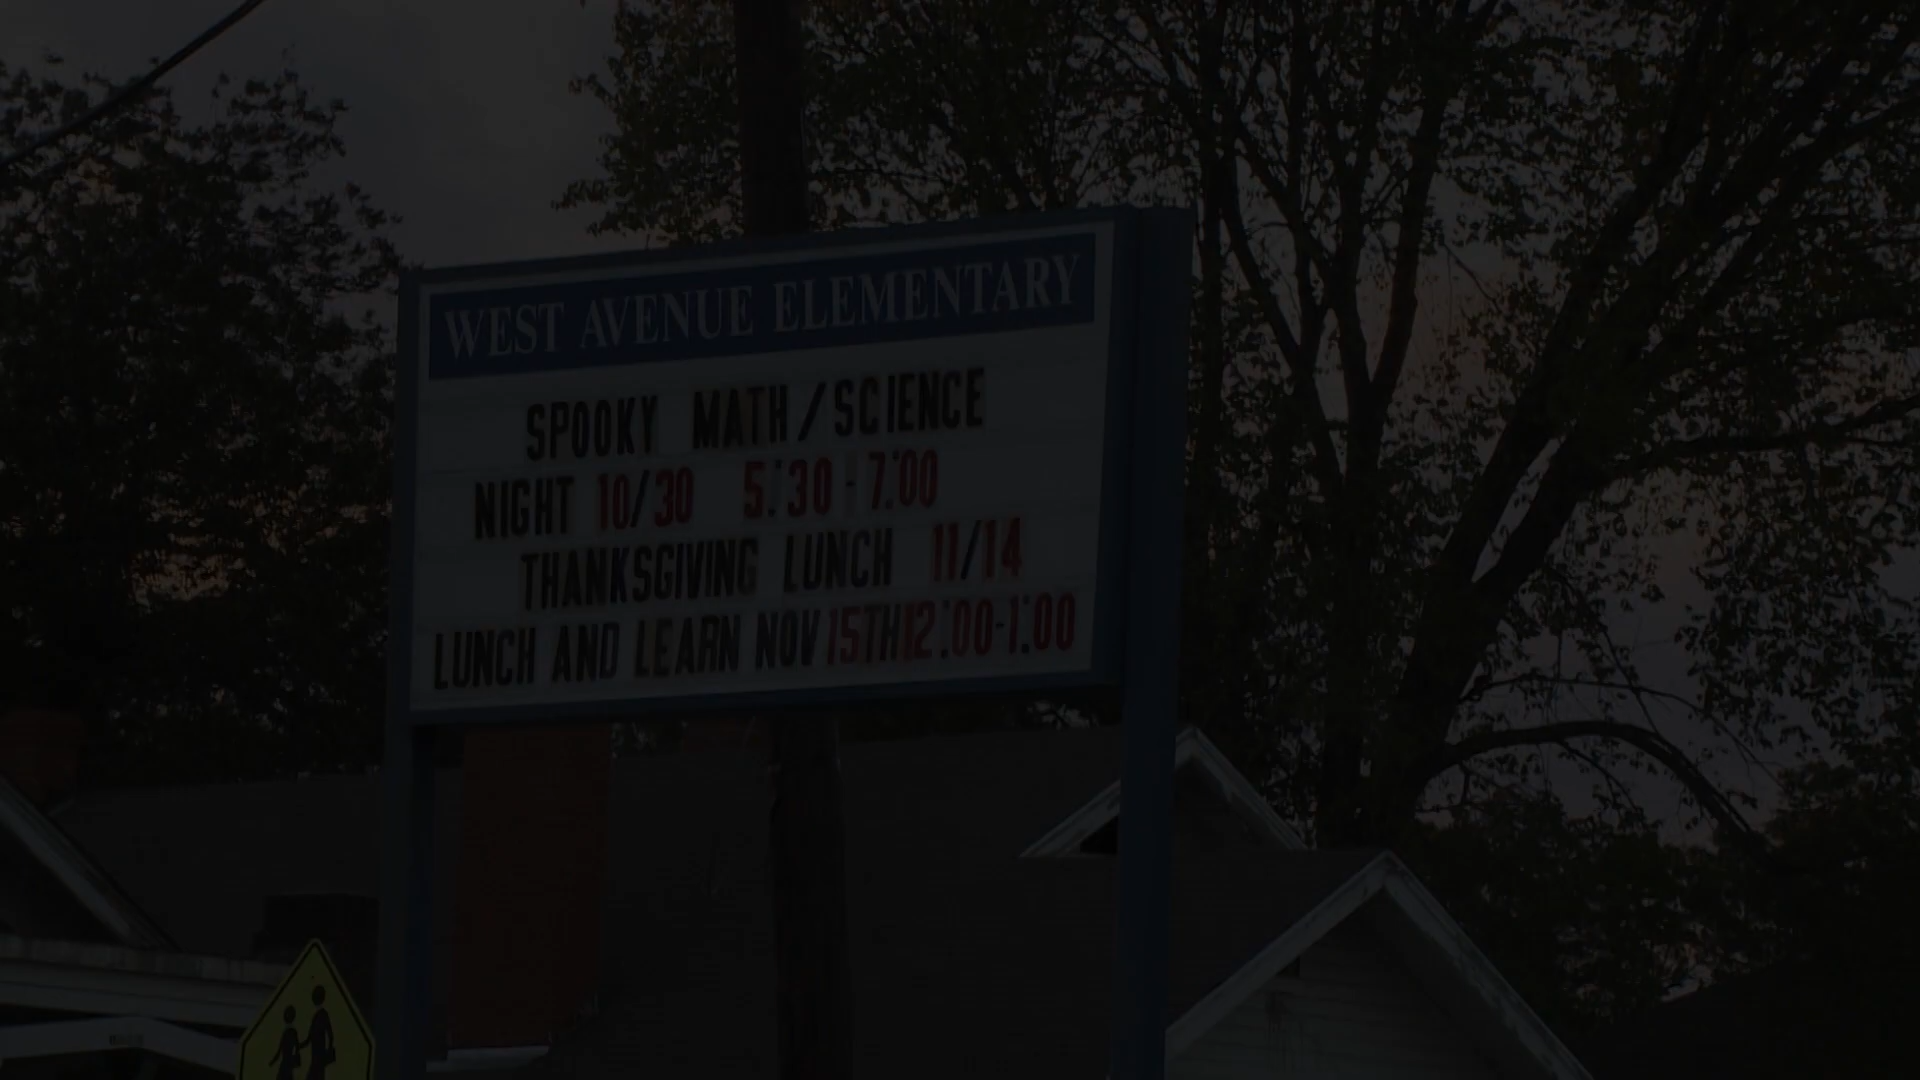 WEST AVENUE ELEMENTARY
SPOOKY MATH/SCIENCE
NIGHT 10/30 5:30-7:00
THANKSGIVING LUNCH 11/14
LUNCH AND LEARN NOV 15TH 12:00-1:00